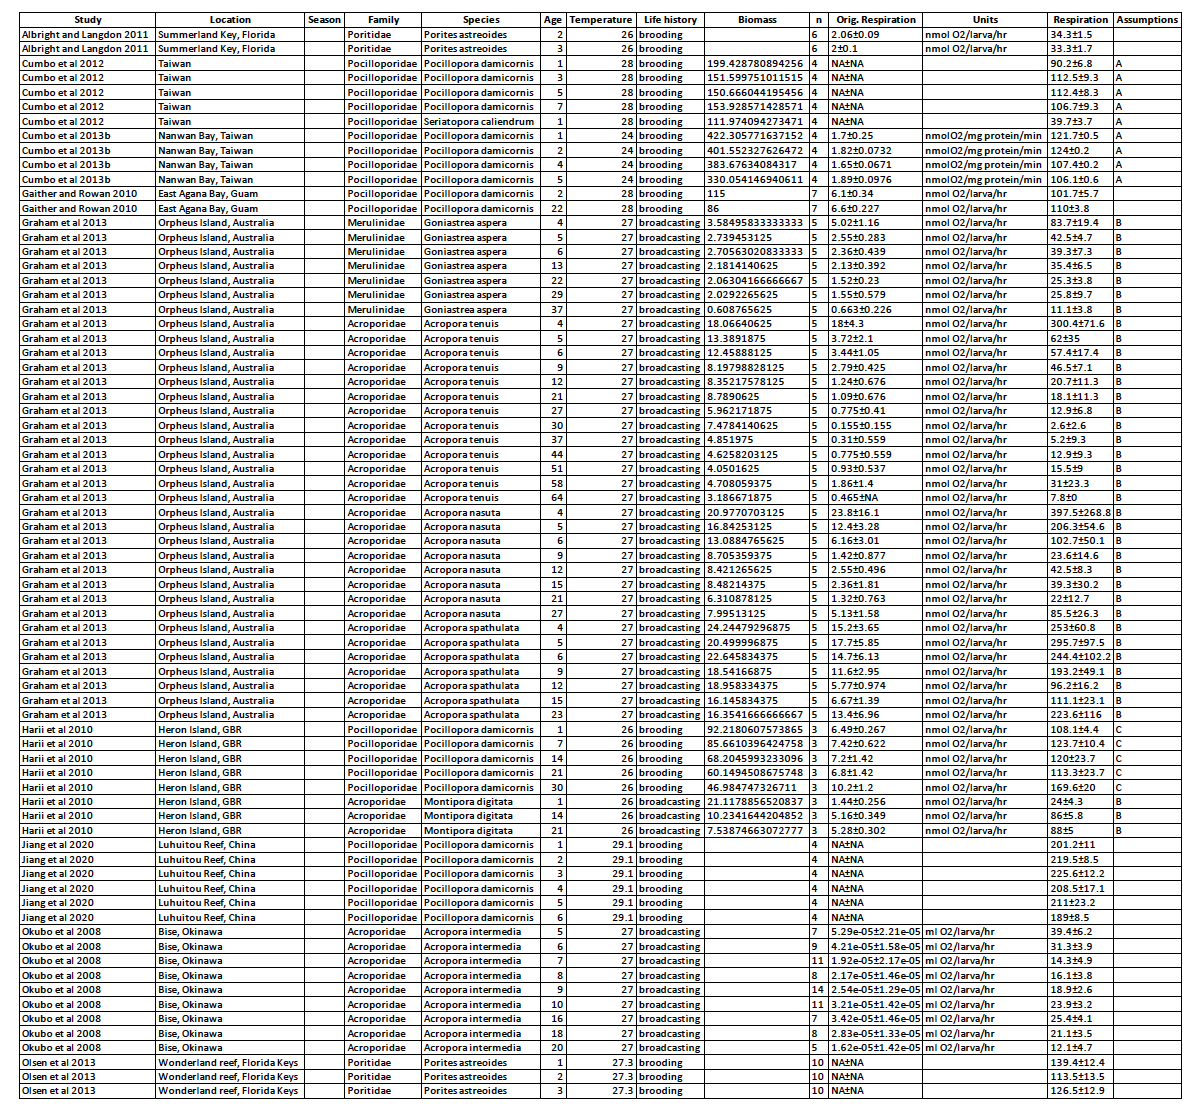 Study Location Season Family Species Age Temperature Life history Biomass n Orig. Respiration Units Respiration Assumptions
Albright and Langdon 2011 Summerland Key, Florida Poritidae Porites astreoides 2 26 brooding 6 2.06±0.09 nmol O2/larva/hr 34.3±1.5
Albright and Langdon 2011 Summerland Key, Florida Poritidae Porites astreoides 3 26 brooding 6 2±0.1 nmol O2/larva/hr 33.3±1.7
Cumbo et al 2012 Taiwan Pocilloporidae Pocillopora damicornis 1 28 brooding 199.428780894256 4 NA±NA 90.2±6.8 A
Cumbo et al 2012 Taiwan Pocilloporidae Pocillopora damicornis 3 28 brooding 151.599751011515 4 NA±NA 112.5±9.3 A
Cumbo et al 2012 Taiwan Pocilloporidae Pocillopora damicornis 5 28 brooding 150.666044195456 4 NA±NA 112.4±8.3 A
Cumbo et al 2012 Taiwan Pocilloporidae Pocillopora damicornis 7 28 brooding 153.928571428571 4 NA±NA 106.7±9.3 A
Cumbo et al 2012 Taiwan Pocilloporidae Seriatopora caliendrum 1 28 brooding 111.974094273471 4 NA±NA 39.7±3.7 A
Cumbo et al 2013b Nanwan Bay, Taiwan Pocilloporidae Pocillopora damicornis 1 24 brooding 422.305771637152 4 1.7±0.25 nmolO2/mg protein/min 121.7±0.5 A
Cumbo et al 2013b Nanwan Bay, Taiwan Pocilloporidae Pocillopora damicornis 2 24 brooding 401.552327626472 4 1.82±0.0732 nmolO2/mg protein/min 124±0.2 A
Cumbo et al 2013b Nanwan Bay, Taiwan Pocilloporidae Pocillopora damicornis 4 24 brooding 383.67634084317 4 1.65±0.0671 nmolO2/mg protein/min 107.4±0.2 A
Cumbo et al 2013b Nanwan Bay, Taiwan Pocilloporidae Pocillopora damicornis 5 24 brooding 330.054146940611 4 1.89±0.0976 nmolO2/mg protein/min 106.1±0.6 A
Gaither and Rowan 2010 East Agana Bay, Guam Pocilloporidae Pocillopora damicornis 2 28 brooding 115 7 6.1±0.34 nmol O2/larva/hr 101.7±5.7
Gaither and Rowan 2010 East Agana Bay, Guam Pocilloporidae Pocillopora damicornis 22 28 brooding 86 7 6.6±0.227 nmol O2/larva/hr 110±3.8
Graham et al 2013 Orpheus Island, Australia Merulinidae Goniastrea aspera 4 27 broadcasting 3.58495833333333 5 5.02±1.16 nmol O2/larva/hr 83.7±19.4 B
Graham et al 2013 Orpheus Island, Australia Merulinidae Goniastrea aspera 5 27 broadcasting 2.739453125 5 2.55±0.283 nmol O2/larva/hr 42.5±4.7 B
Graham et al 2013 Orpheus Island, Australia Merulinidae Goniastrea aspera 6 27 broadcasting 2.70563020833333 5 2.36±0.439 nmol O2/larva/hr 39.3±7.3 B
Graham et al 2013 Orpheus Island, Australia Merulinidae Goniastrea aspera 13 27 broadcasting 2.1814140625 5 2.13±0.392 nmol O2/larva/hr 35.4±6.5 B
Graham et al 2013 Orpheus Island, Australia Merulinidae Goniastrea aspera 22 27 broadcasting 2.06304166666667 5 1.52±0.23 nmol O2/larva/hr 25.3±3.8 B
Graham et al 2013 Orpheus Island, Australia Merulinidae Goniastrea aspera 29 27 broadcasting 2.0292265625 5 1.55±0.579 nmol O2/larva/hr 25.8±9.7 B
Graham et al 2013 Orpheus Island, Australia Merulinidae Goniastrea aspera 37 27 broadcasting 0.608765625 5 0.663±0.226 nmol O2/larva/hr 11.1±3.8 B
Graham et al 2013 Orpheus Island, Australia Acroporidae Acropora tenuis 4 27 broadcasting 18.06640625 5 18±4.3 nmol O2/larva/hr 300.4±71.6 B
Graham et al 2013 Orpheus Island, Australia Acroporidae Acropora tenuis 5 27 broadcasting 13.3891875 5 3.72±2.1 nmol O2/larva/hr 62±35 B
Graham et al 2013 Orpheus Island, Australia Acroporidae Acropora tenuis 6 27 broadcasting 12.45888125 5 3.44±1.05 nmol O2/larva/hr 57.4±17.4 B
Graham et al 2013 Orpheus Island, Australia Acroporidae Acropora tenuis 9 27 broadcasting 8.19798828125 5 2.79±0.425 nmol O2/larva/hr 46.5±7.1 B
Graham et al 2013 Orpheus Island, Australia Acroporidae Acropora tenuis 12 27 broadcasting 8.35217578125 5 1.24±0.676 nmol O2/larva/hr 20.7±11.3 B
Graham et al 2013 Orpheus Island, Australia Acroporidae Acropora tenuis 21 27 broadcasting 8.7890625 5 1.09±0.676 nmol O2/larva/hr 18.1±11.3 B
Graham et al 2013 Orpheus Island, Australia Acroporidae Acropora tenuis 27 27 broadcasting 5.962171875 5 0.775±0.41 nmol O2/larva/hr 12.9±6.8 B
Graham et al 2013 Orpheus Island, Australia Acroporidae Acropora tenuis 30 27 broadcasting 7.4784140625 5 0.155±0.155 nmol O2/larva/hr 2.6±2.6 B
Graham et al 2013 Orpheus Island, Australia Acroporidae Acropora tenuis 37 27 broadcasting 4.851975 5 0.31±0.559 nmol O2/larva/hr 5.2±9.3 B
Graham et al 2013 Orpheus Island, Australia Acroporidae Acropora tenuis 44 27 broadcasting 4.6258203125 5 0.775±0.559 nmol O2/larva/hr 12.9±9.3 B
Graham et al 2013 Orpheus Island, Australia Acroporidae Acropora tenuis 51 27 broadcasting 4.0501625 5 0.93±0.537 nmol O2/larva/hr 15.5±9 B
Graham et al 2013 Orpheus Island, Australia Acroporidae Acropora tenuis 58 27 broadcasting 4.708059375 5 1.86±1.4 nmol O2/larva/hr 31±23.3 B
Graham et al 2013 Orpheus Island, Australia Acroporidae Acropora tenuis 64 27 broadcasting 3.186671875 5 0.465±NA nmol O2/larva/hr 7.8±0 B
Graham et al 2013 Orpheus Island, Australia Acroporidae Acropora nasuta 4 27 broadcasting 20.9770703125 5 23.8±16.1 nmol O2/larva/hr 397.5±268.8 B
Graham et al 2013 Orpheus Island, Australia Acroporidae Acropora nasuta 5 27 broadcasting 16.84253125 5 12.4±3.28 nmol O2/larva/hr 206.3±54.6 B
Graham et al 2013 Orpheus Island, Australia Acroporidae Acropora nasuta 6 27 broadcasting 13.0884765625 5 6.16±3.01 nmol O2/larva/hr 102.7±50.1 B
Graham et al 2013 Orpheus Island, Australia Acroporidae Acropora nasuta 9 27 broadcasting 8.705359375 5 1.42±0.877 nmol O2/larva/hr 23.6±14.6 B
Graham et al 2013 Orpheus Island, Australia Acroporidae Acropora nasuta 12 27 broadcasting 8.421265625 5 2.55±0.496 nmol O2/larva/hr 42.5±8.3 B
Graham et al 2013 Orpheus Island, Australia Acroporidae Acropora nasuta 15 27 broadcasting 8.48214375 5 2.36±1.81 nmol O2/larva/hr 39.3±30.2 B
Graham et al 2013 Orpheus Island, Australia Acroporidae Acropora nasuta 21 27 broadcasting 6.310878125 5 1.32±0.763 nmol O2/larva/hr 22±12.7 B
Graham et al 2013 Orpheus Island, Australia Acroporidae Acropora nasuta 27 27 broadcasting 7.99513125 5 5.13±1.58 nmol O2/larva/hr 85.5±26.3 B
Graham et al 2013 Orpheus Island, Australia Acroporidae Acropora spathulata 4 27 broadcasting 24.24479296875 5 15.2±3.65 nmol O2/larva/hr 253±60.8 B
Graham et al 2013 Orpheus Island, Australia Acroporidae Acropora spathulata 5 27 broadcasting 20.499996875 5 17.7±5.85 nmol O2/larva/hr 295.7±97.5 B
Graham et al 2013 Orpheus Island, Australia Acroporidae Acropora spathulata 6 27 broadcasting 22.645834375 5 14.7±6.13 nmol O2/larva/hr 244.4±102.2 B
Graham et al 2013 Orpheus Island, Australia Acroporidae Acropora spathulata 9 27 broadcasting 18.54166875 5 11.6±2.95 nmol O2/larva/hr 193.2±49.1 B
Graham et al 2013 Orpheus Island, Australia Acroporidae Acropora spathulata 12 27 broadcasting 18.958334375 5 5.77±0.974 nmol O2/larva/hr 96.2±16.2 B
Graham et al 2013 Orpheus Island, Australia Acroporidae Acropora spathulata 15 27 broadcasting 16.145834375 5 6.67±1.39 nmol O2/larva/hr 111.1±23.1 B
Graham et al 2013 Orpheus Island, Australia Acroporidae Acropora spathulata 23 27 broadcasting 16.3541666666667 5 13.4±6.96 nmol O2/larva/hr 223.6±116 B
Harii et al 2010 Heron Island, GBR Pocilloporidae Pocillopora damicornis 1 26 brooding 92.2180607573865 3 6.49±0.267 nmol O2/larva/hr 108.1±4.4 C
Harii et al 2010 Heron Island, GBR Pocilloporidae Pocillopora damicornis 7 26 brooding 85.6610396424758 3 7.42±0.622 nmol O2/larva/hr 123.7±10.4 C
Harii et al 2010 Heron Island, GBR Pocilloporidae Pocillopora damicornis 14 26 brooding 68.2045993233096 3 7.2±1.42 nmol O2/larva/hr 120±23.7 C
Harii et al 2010 Heron Island, GBR Pocilloporidae Pocillopora damicornis 21 26 brooding 60.1494508675748 3 6.8±1.42 nmol O2/larva/hr 113.3±23.7 C
Harii et al 2010 Heron Island, GBR Pocilloporidae Pocillopora damicornis 30 26 brooding 46.984747326711 3 10.2±1.2 nmol O2/larva/hr 169.6±20 C
Harii et al 2010 Heron Island, GBR Acroporidae Montipora digitata 1 26 broadcasting 21.1178856520837 3 1.44±0.256 nmol O2/larva/hr 24±4.3 B
Harii et al 2010 Heron Island, GBR Acroporidae Montipora digitata 14 26 broadcasting 10.2341644204852 3 5.16±0.349 nmol O2/larva/hr 86±5.8 B
Harii et al 2010 Heron Island, GBR Acroporidae Montipora digitata 21 26 broadcasting 7.53874663072777 3 5.28±0.302 nmol O2/larva/hr 88±5 B
Jiang et al 2020 Luhuitou Reef, China Pocilloporidae Pocillopora damicornis 1 29.1 brooding 4 NA±NA 201.2±11
Jiang et al 2020 Luhuitou Reef, China Pocilloporidae Pocillopora damicornis 2 29.1 brooding 4 NA±NA 219.5±8.5
Jiang et al 2020 Luhuitou Reef, China Pocilloporidae Pocillopora damicornis 3 29.1 brooding 4 NA±NA 225.6±12.2
Jiang et al 2020 Luhuitou Reef, China Pocilloporidae Pocillopora damicornis 4 29.1 brooding 4 NA±NA 208.5±17.1
Jiang et al 2020 Luhuitou Reef, China Pocilloporidae Pocillopora damicornis 5 29.1 brooding 4 NA±NA 211±23.2
Jiang et al 2020 Luhuitou Reef, China Pocilloporidae Pocillopora damicornis 6 29.1 brooding 4 NA±NA 189±8.5
Okubo et al 2008 Bise, Okinawa Acroporidae Acropora intermedia 5 27 broadcasting 7 5.29e-05±2.21e-05 ml O2/larva/hr 39.4±6.2
Okubo et al 2008 Bise, Okinawa Acroporidae Acropora intermedia 6 27 broadcasting 9 4.21e-05±1.58e-05 ml O2/larva/hr 31.3±3.9
Okubo et al 2008 Bise, Okinawa Acroporidae Acropora intermedia 7 27 broadcasting 11 1.92e-05±2.17e-05 ml O2/larva/hr 14.3±4.9
Okubo et al 2008 Bise, Okinawa Acroporidae Acropora intermedia 8 27 broadcasting 8 2.17e-05±1.46e-05 ml O2/larva/hr 16.1±3.8
Okubo et al 2008 Bise, Okinawa Acroporidae Acropora intermedia 9 27 broadcasting 14 2.54e-05±1.29e-05 ml O2/larva/hr 18.9±2.6
Okubo et al 2008 Bise, Okinawa Acroporidae Acropora intermedia 10 27 broadcasting 11 3.21e-05±1.42e-05 ml O2/larva/hr 23.9±3.2
Okubo et al 2008 Bise, Okinawa Acroporidae Acropora intermedia 16 27 broadcasting 7 3.42e-05±1.46e-05 ml O2/larva/hr 25.4±4.1
Okubo et al 2008 Bise, Okinawa Acroporidae Acropora intermedia 18 27 broadcasting 8 2.83e-05±1.33e-05 ml O2/larva/hr 21.1±3.5
Okubo et al 2008 Bise, Okinawa Acroporidae Acropora intermedia 20 27 broadcasting 5 1.62e-05±1.42e-05 ml O2/larva/hr 12.1±4.7
Olsen et al 2013 Wonderland reef, Florida Keys Poritidae Porites astreoides 1 27.3 brooding 10 NA±NA 139.4±12.4
Olsen et al 2013 Wonderland reef, Florida Keys Poritidae Porites astreoides 2 27.3 brooding 10 NA±NA 113.5±13.5
Olsen et al 2013 Wonderland reef, Florida Keys Poritidae Porites astreoides 3 27.3 brooding 10 NA±NA 126.5±12.9